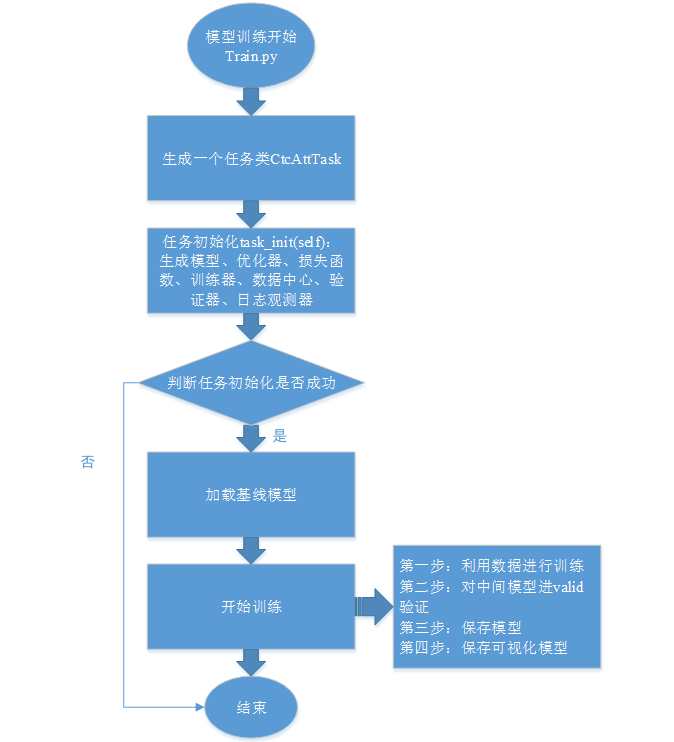 模型训练开始
Train.py
生成一个任务类CtcAttTask
任务初始化task_init(self)：
生成模型、优化器、损失函
数、训练器、数据中心、验
证器、日志观测器
判断任务初始化是否成功
是
否
加载基线模型
开始训练
第一步：利用数据进行训练
第二步：对中间模型进valid
验证
第三步：保存模型
第四步：保存可视化模型
结束